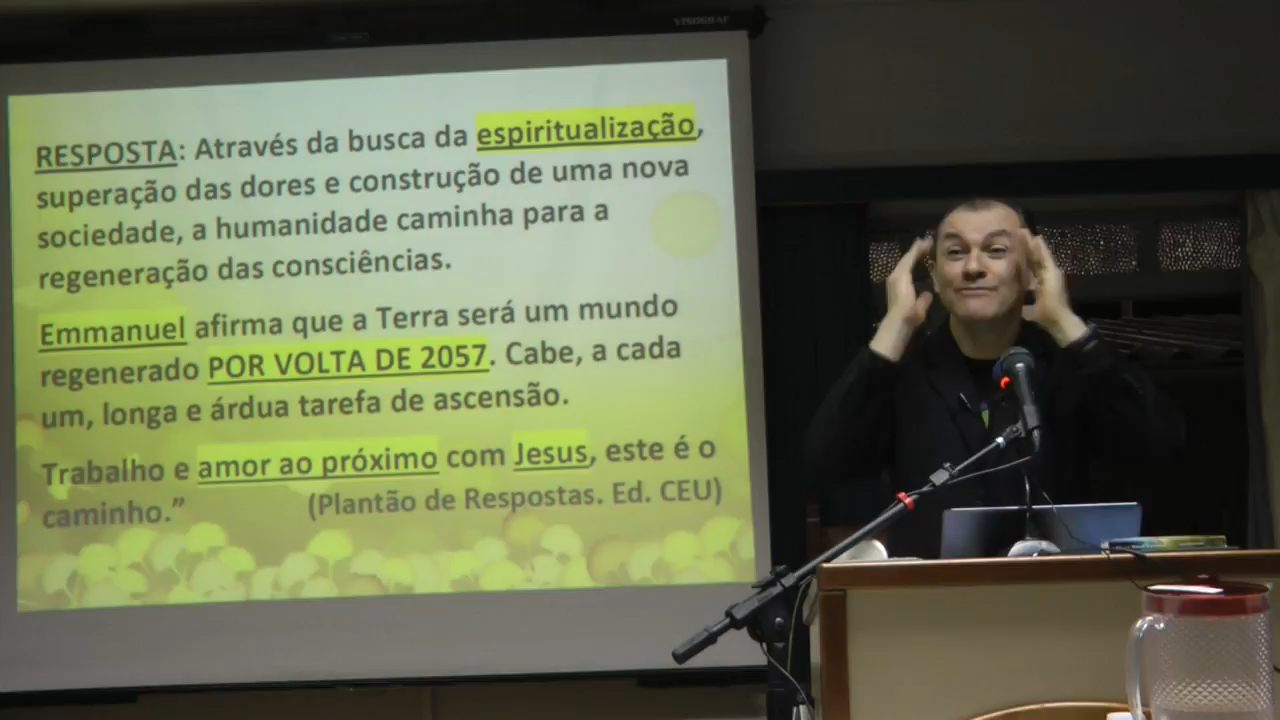 VISOGRAF
RESPOSTA: Através da busca da espiritualização,
superação das dores e construção de uma nova
sociedade, a humanidade caminha para a
regeneração das consciências.
Emmanuel afirma que a Terra será um mundo
regenerado POR VOLTA DE 2057. Cabe, a cada
um, longa e árdua tarefa de ascensão.
Trabalho e amor ao próximo com Jesus, este é o
caminho.” (Plantão de Respostas. Ed. CEU)